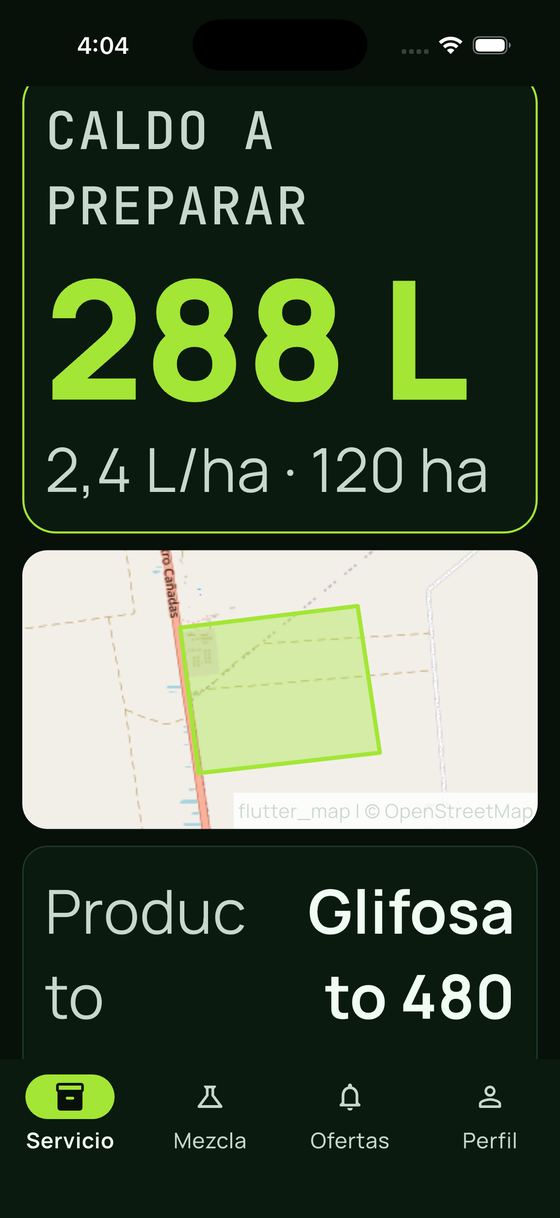 4:04
CALDO A
PREPARAR
288 L
2,4 L/ha · 120 ha
ro Cañadas
flutter_map | © OpenStreetMap
Produc
to
Glifosa
to 480
Servicio
Mezcla
Ofertas
Perfil